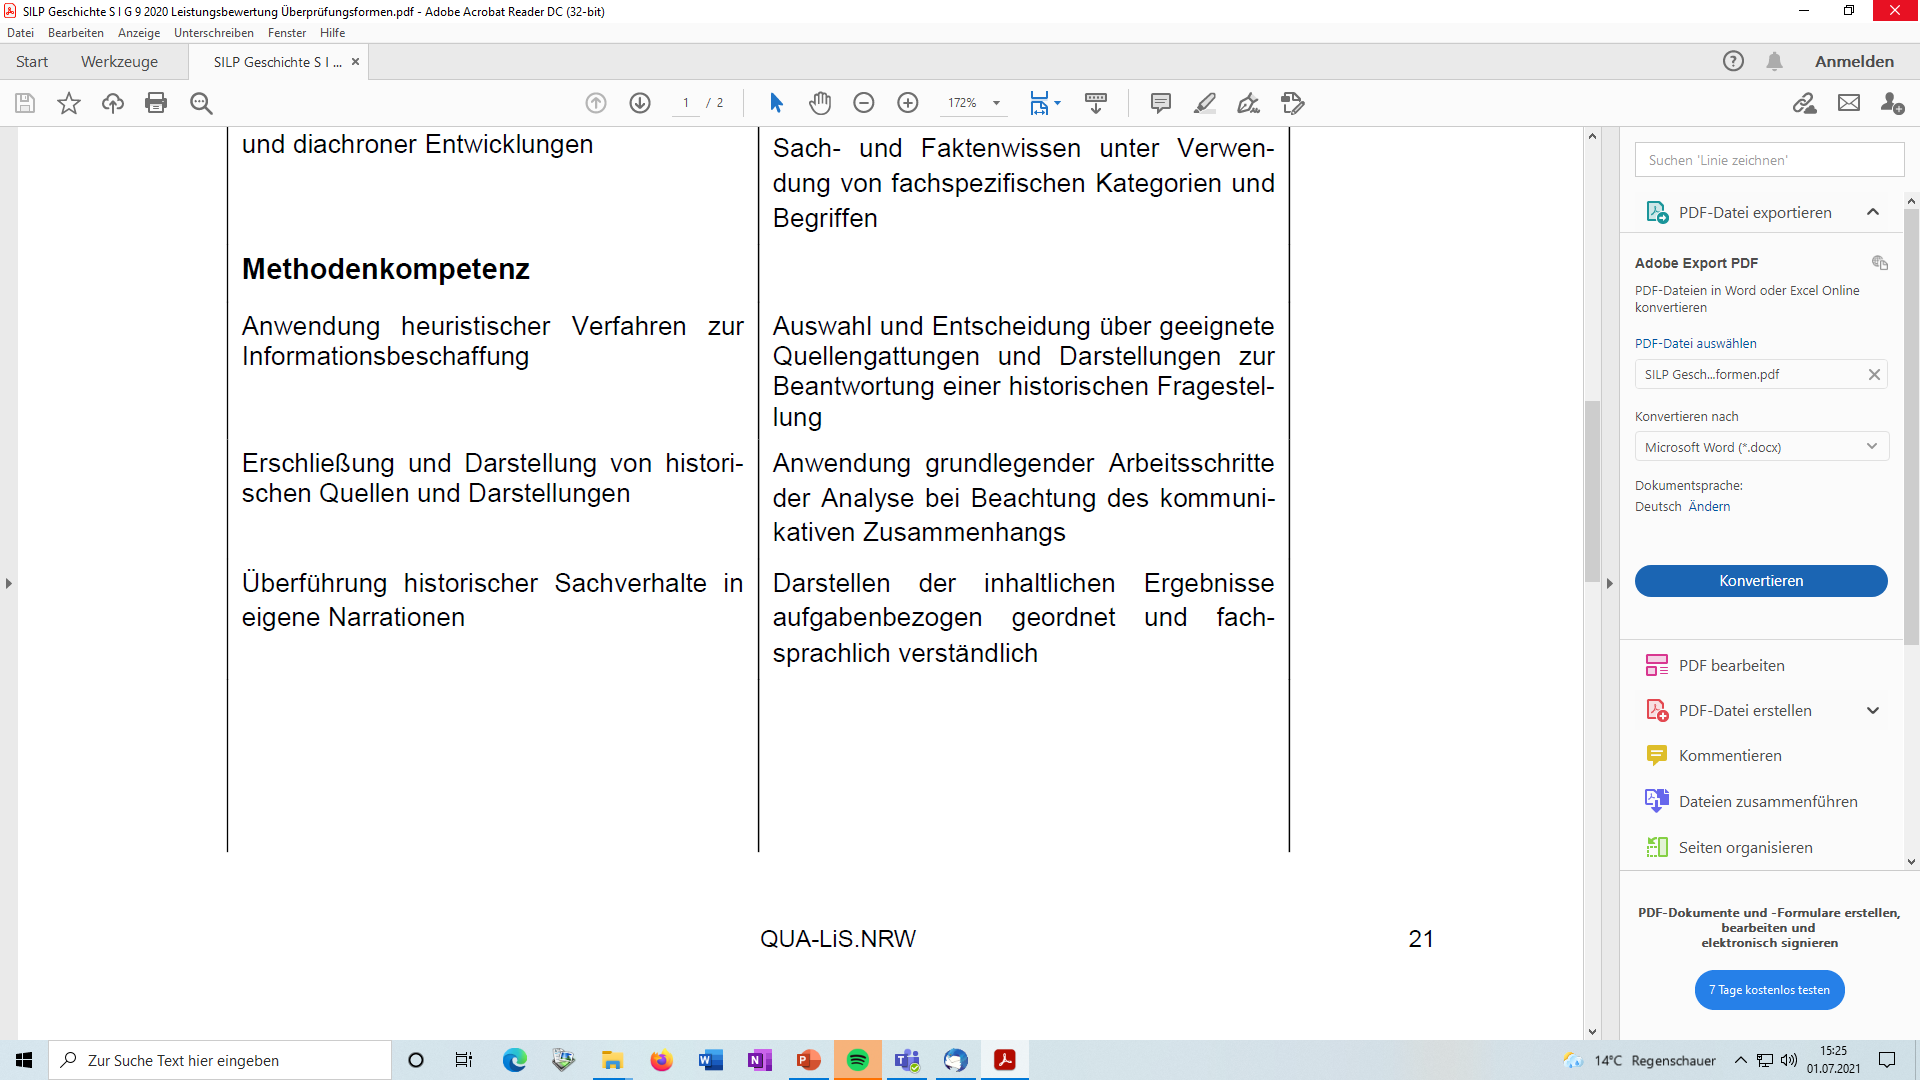 SILP Geschichte S I G 9 2020 Leistungsbewertung Überprüfungsformen.pdf - Adobe Acrobat Reader DC (32-bit)
Datei Bearbeiten Anzeige Unterschreiben Fenster Hilfe
Start Werkzeuge SILP Geschichte S I ... Anmelden
1 / 2 172%
und diachroner Entwicklungen
Sach- und Faktenwissen unter Verwen-
dung von fachspezifischen Kategorien und
Begriffen
Methodenkompetenz
Anwendung heuristischer Verfahren zur
Informationsbeschaffung
Auswahl und Entscheidung über geeignete
Quellengattungen und Darstellungen zur
Beantwortung einer historischen Fragestel-
lung
Erschließung und Darstellung von histori-
schen Quellen und Darstellungen
Anwendung grundlegender Arbeitsschritte
der Analyse bei Beachtung des kommuni-
kativen Zusammenhangs
Überführung historischer Sachverhalte in
eigene Narrationen
Darstellen der inhaltlichen Ergebnisse
aufgabenbezogen geordnet und fach-
sprachlich verständlich
QUA-LiS.NRW 21
Suchen 'Linie zeichnen'
PDF-Datei exportieren
Adobe Export PDF
PDF-Dateien in Word oder Excel Online
konvertieren
PDF-Datei auswählen
SILP Gesch...formen.pdf
Konvertieren nach
Microsoft Word (*.docx)
Dokumentsprache:
Deutsch Ändern
Konvertieren
PDF bearbeiten
PDF-Datei erstellen
Kommentieren
Dateien zusammenführen
Seiten organisieren
PDF-Dokumente und -Formulare erstellen,
bearbeiten und
elektronisch signieren
7 Tage kostenlos testen
Zur Suche Text hier eingeben
14°C Regenschauer
15:25
01.07.2021